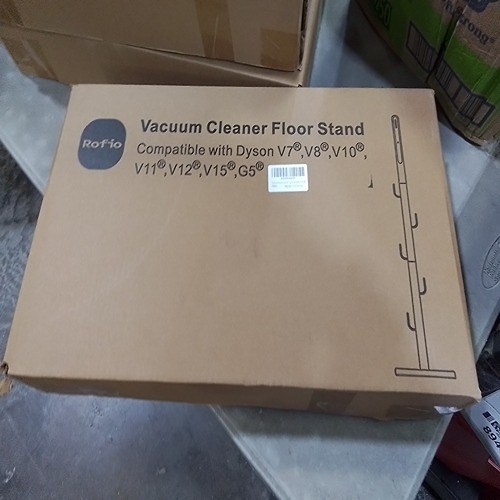 Rofio
Vacuum Cleaner Floor Stand
Compatible with Dyson V7®,V8®,V10®,
V11®,V12®,V15®,G5®